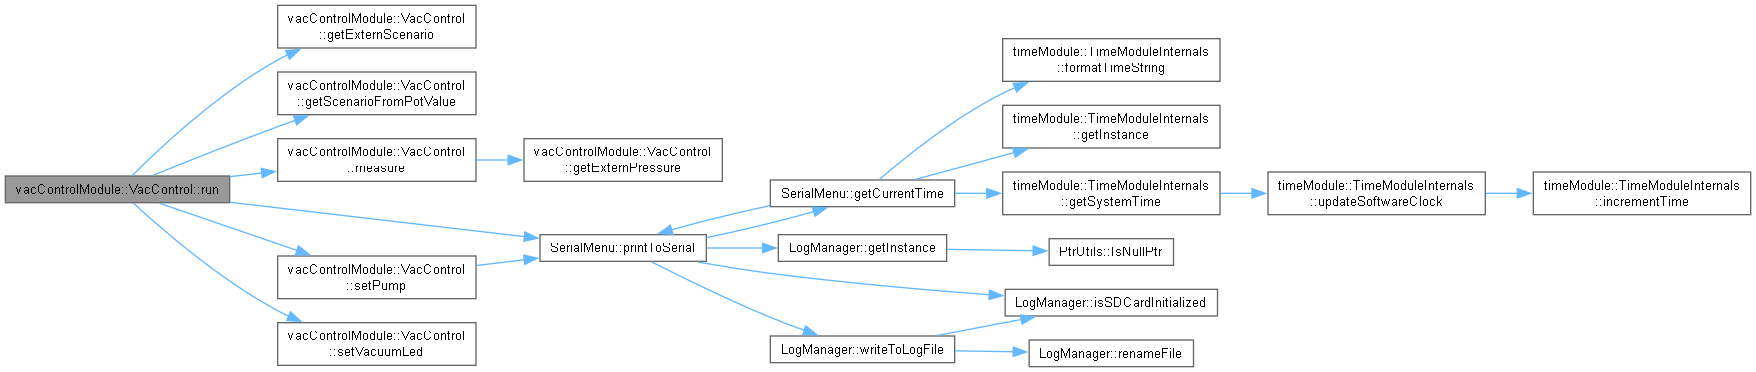 vacControlModule::VacControl::run
vacControlModule::VacControl
::getExternScenario
vacControlModule::VacControl
::getScenarioFromPotValue
vacControlModule::VacControl
::measure
vacControlModule::VacControl
::getExternPressure
SerialMenu::printToSerial
vacControlModule::VacControl
::setPump
vacControlModule::VacControl
::setVacuumLed
SerialMenu::getCurrentTime
LogManager::getInstance
LogManager::writeToLogFile
timeModule::TimeModuleInternals
::formatTimeString
timeModule::TimeModuleInternals
::getInstance
timeModule::TimeModuleInternals
::getSystemTime
timeModule::TimeModuleInternals
::updateSoftwareClock
timeModule::TimeModuleInternals
::incrementTime
PtrUtils::IsNullPtr
LogManager::isSDCardInitialized
LogManager::renameFile